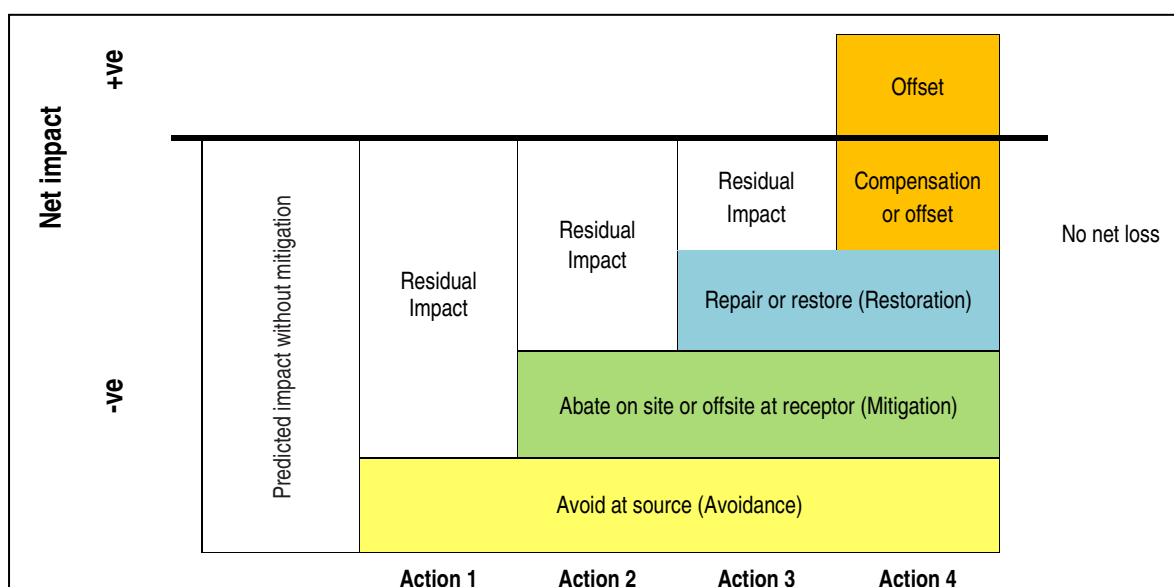 +ve
Net impact
-ve
Offset
Predicted impact without mitigation
Residual
Impact
Residual
Impact
Residual
Impact
Compensation
or offset
No net loss
Repair or restore (Restoration)
Abate on site or offsite at receptor (Mitigation)
Avoid at source (Avoidance)
Action 1
Action 2
Action 3
Action 4